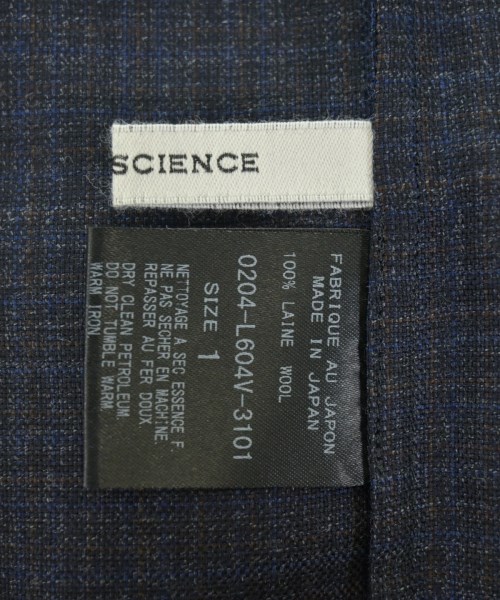 SCIENCE
FABRIQUE AU JAPON
MADE IN JAPAN
100% LAINE WOOL
0204-L604V-3101
SIZE 1
NETTOYAGE A SEC ESSENCE F.
NE PAS SECHER EN MACHINE.
REPASSER AU FER DOUX.
DRY CLEAN PETROLEUM.
DO NOT TUMBLE WARM
WARM IRON.